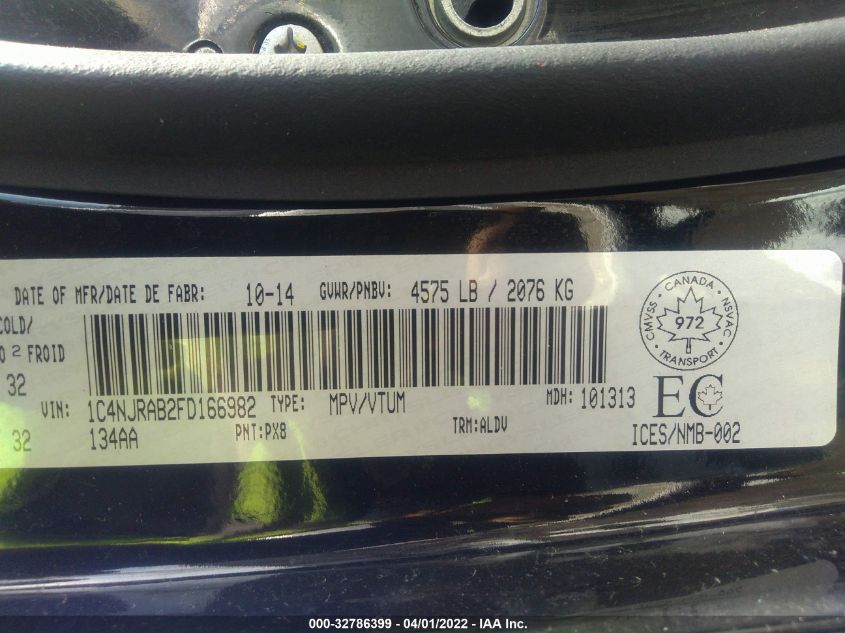 DATE OF MFR/DATE DE FABR: 10-14 GVWR/PNBV: 4575 LB / 2076 KG
COLD/
2 FROID
32
VIN: 1C4NJRAB2FD166982 TYPE: MPV/VTUM MDH: 101313
32 134AA PNT:PX8 TRM:ALDV ICES/NMB-002
CANADA
CMVSS NSVAC
972
TRANSPORT
EC
000-32786399 - 04/01/2022 - IAA Inc.